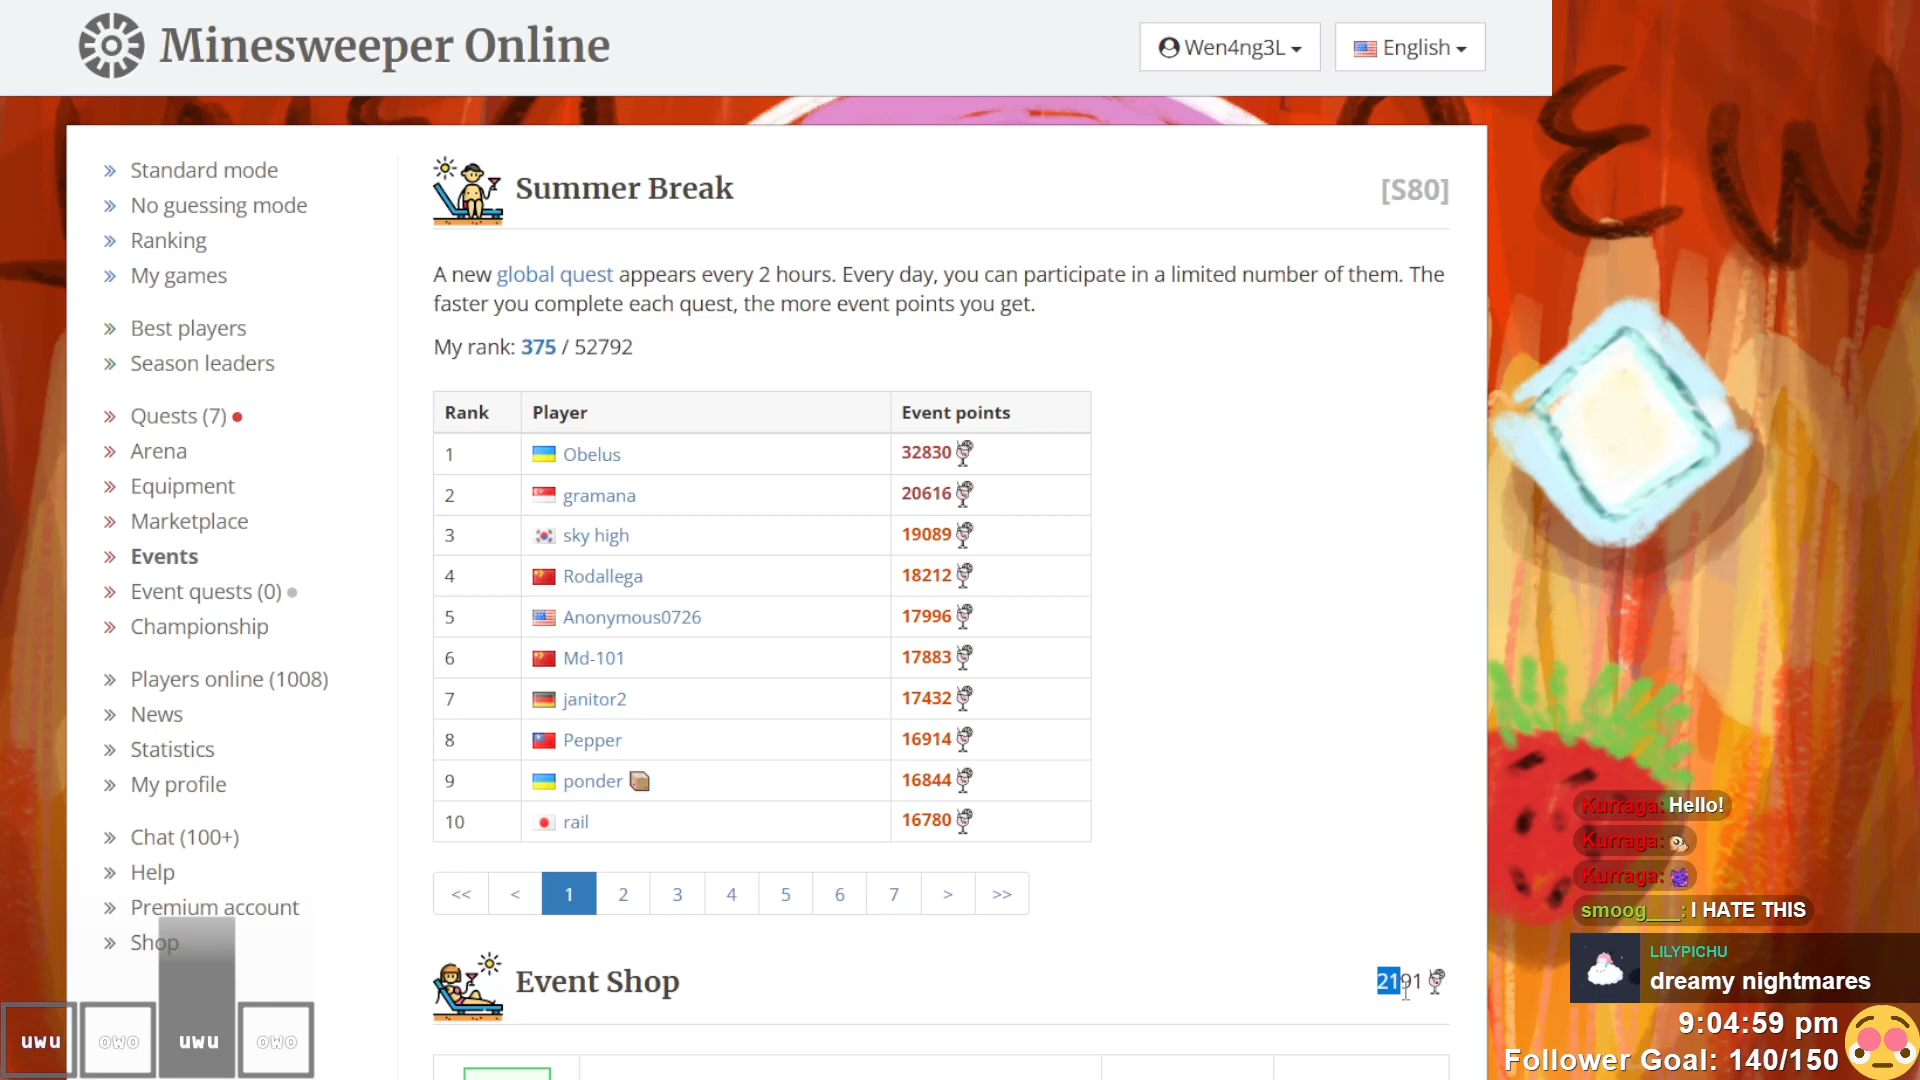 Minesweeper Online
Wen4ng3L
English
Standard mode
No guessing mode
Ranking
My games
Best players
Season leaders
Quests (7)
Arena
Equipment
Marketplace
Events
Event quests (0)
Championship
Players online (1008)
News
Statistics
My profile
Chat (100+)
Help
Premium account
Shop
Summer Break
[S80]
A new global quest appears every 2 hours. Every day, you can participate in a limited number of them. The
faster you complete each quest, the more event points you get.
My rank: 375 / 52792
Rank Player Event points
1 Obelus 32830
2 gramana 20616
3 sky high 19089
4 Rodallega 18212
5 Anonymous0726 17996
6 Md-101 17883
7 janitor2 17432
8 Pepper 16914
9 ponder 16844
10 rail 16780
<< < 1 2 3 4 5 6 7 > >>
Event Shop
2191
Kurraga: Hello!
Kurraga:
Kurraga:
smoog___: I HATE THIS
LILYPICHU
dreamy nightmares
9:04:59 pm
Follower Goal: 140/150
uwu owo uwu owo